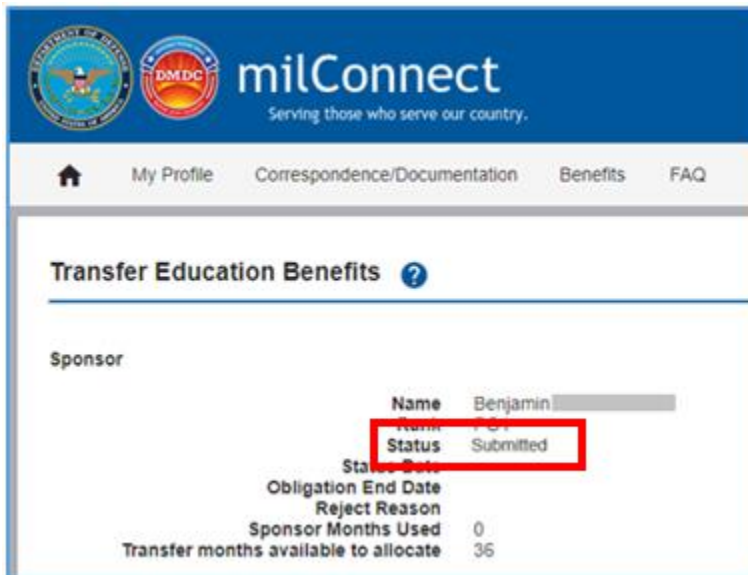 DMDC
milConnect
Serving those who serve our country.
My Profile Correspondence/Documentation Benefits FAQ
Transfer Education Benefits ?
Sponsor
Name Benjamin
Status Submitted
Obligation End Date
Reject Reason
Sponsor Months Used 0
Transfer months available to allocate 36